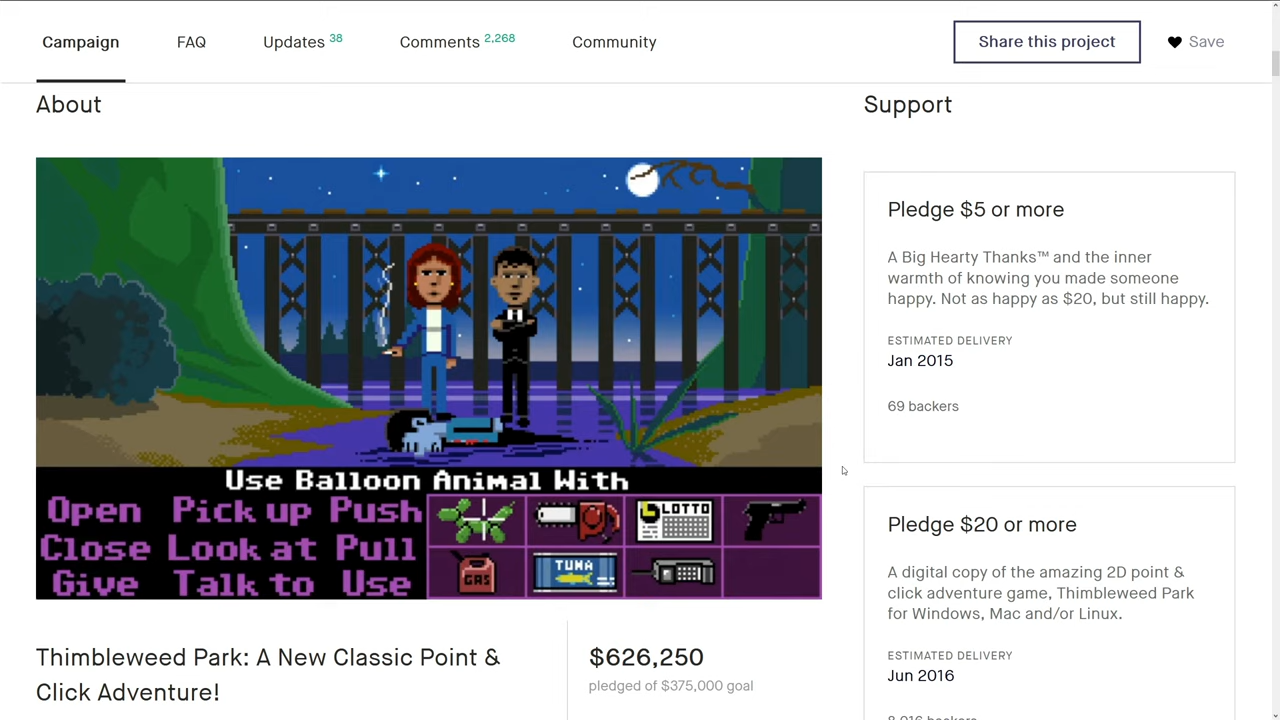 Campaign
FAQ
Updates 38
Comments 2,268
Community
Share this project
Save
About
Use Balloon Animal With
Open Pick up Push
Close Look at Pull
Give Talk to Use
LOTTO
GAS
TUNA
Thimbleweed Park: A New Classic Point &
Click Adventure!
$626,250
pledged of $375,000 goal
Support
Pledge $5 or more
A Big Hearty Thanks™ and the inner
warmth of knowing you made someone
happy. Not as happy as $20, but still happy.
ESTIMATED DELIVERY
Jan 2015
69 backers
Pledge $20 or more
A digital copy of the amazing 2D point &
click adventure game, Thimbleweed Park
for Windows, Mac and/or Linux.
ESTIMATED DELIVERY
Jun 2016